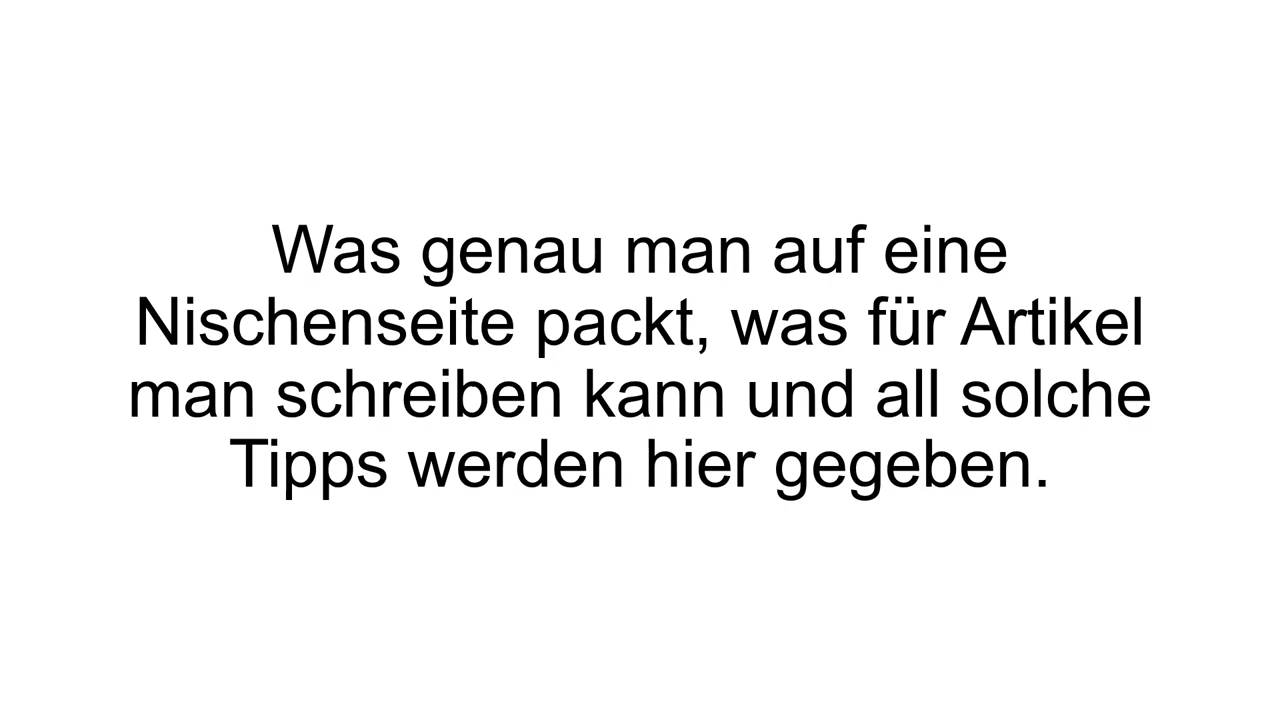 Was genau man auf eine
Nischenseite packt, was für Artikel
man schreiben kann und all solche
Tipps werden hier gegeben.